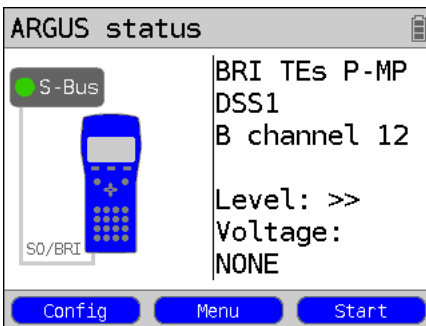 ARGUS status
S-Bus
S0/BRI
BRI TEs P-MP
DSS1
B channel 12
Level: >>
Voltage:
NONE
Config Menu Start